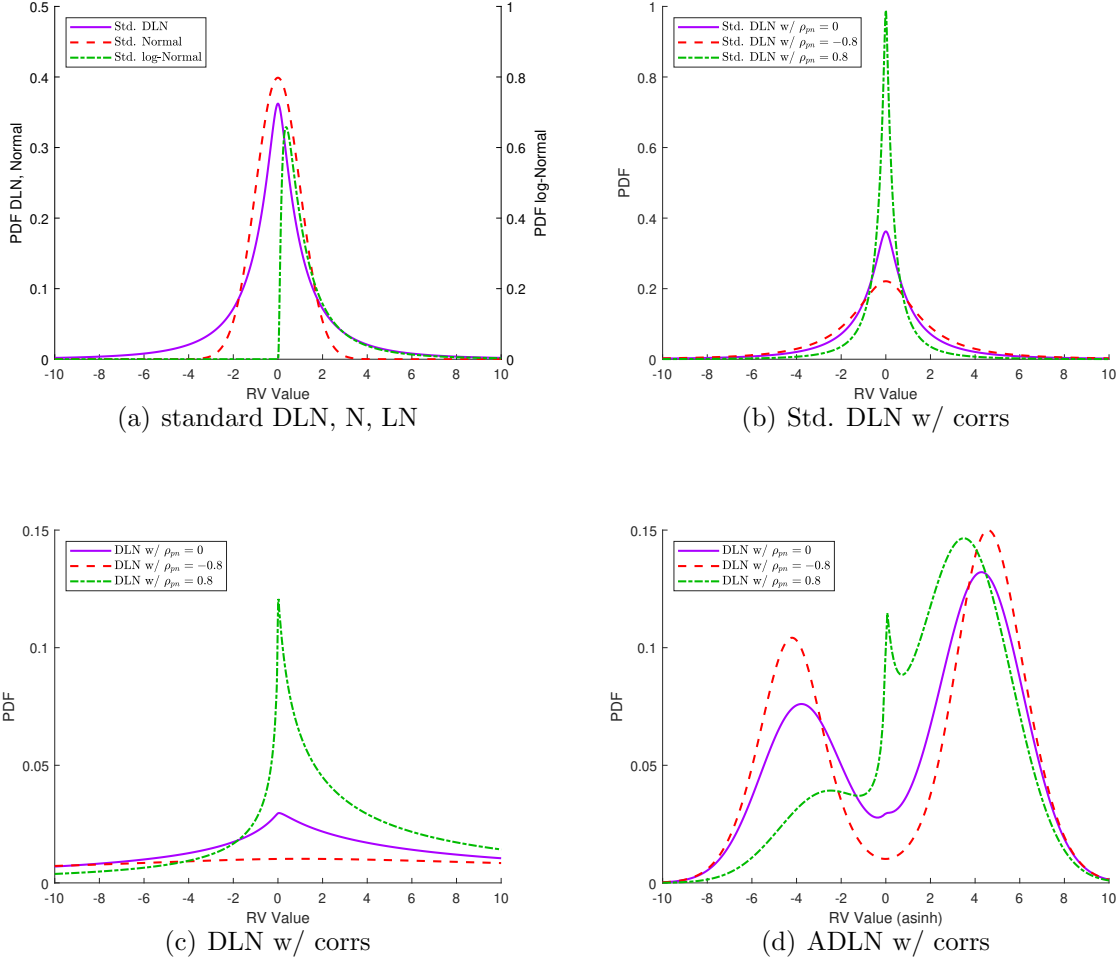 0.5
0.4
0.3
0.2
0.1
0
PDF DLN, Normal
1
0.8
0.6
0.4
0.2
0
PDF log-Normal
Std. DLN
Std. Normal
Std. log-Normal
-10 -8 -6 -4 -2 0 2 4 6 8 10
RV Value
(a) standard DLN, N, LN
1
0.8
0.6
0.4
0.2
0
PDF
Std. DLN w/ ρpn = 0
Std. DLN w/ ρpn = −0.8
Std. DLN w/ ρpn = 0.8
-10 -8 -6 -4 -2 0 2 4 6 8 10
RV Value
(b) Std. DLN w/ corrs
0.15
0.1
0.05
0
PDF
DLN w/ ρpn = 0
DLN w/ ρpn = −0.8
DLN w/ ρpn = 0.8
-10 -8 -6 -4 -2 0 2 4 6 8 10
RV Value
(c) DLN w/ corrs
0.15
0.1
0.05
0
PDF
DLN w/ ρpn = 0
DLN w/ ρpn = −0.8
DLN w/ ρpn = 0.8
-10 -8 -6 -4 -2 0 2 4 6 8 10
RV Value (asinh)
(d) ADLN w/ corrs